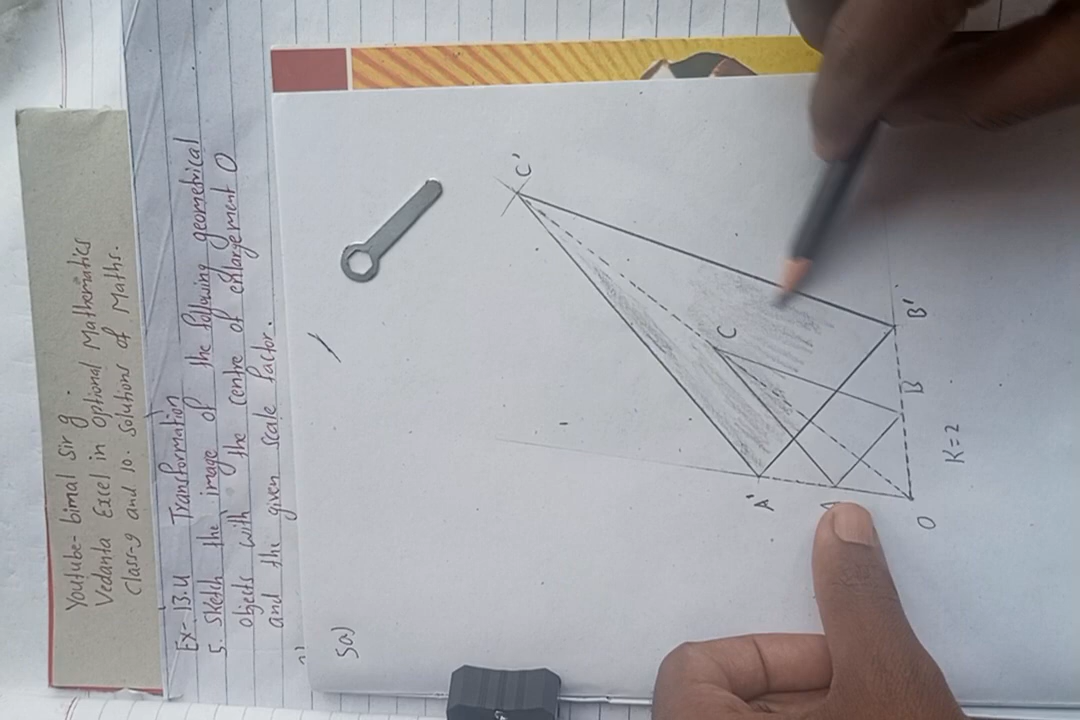 Youtube- bimal Sir g.
Vedanta Excel in Optional Mathematics
Class-9 and 10. Solutions of Maths.
Ex-13.4 Transformation
5. Sketch the image of the following geometrical
objects with the centre of enlargement O
and the given scale factor.
5a)
C'
C
A'
A
B'
B
O
K=2